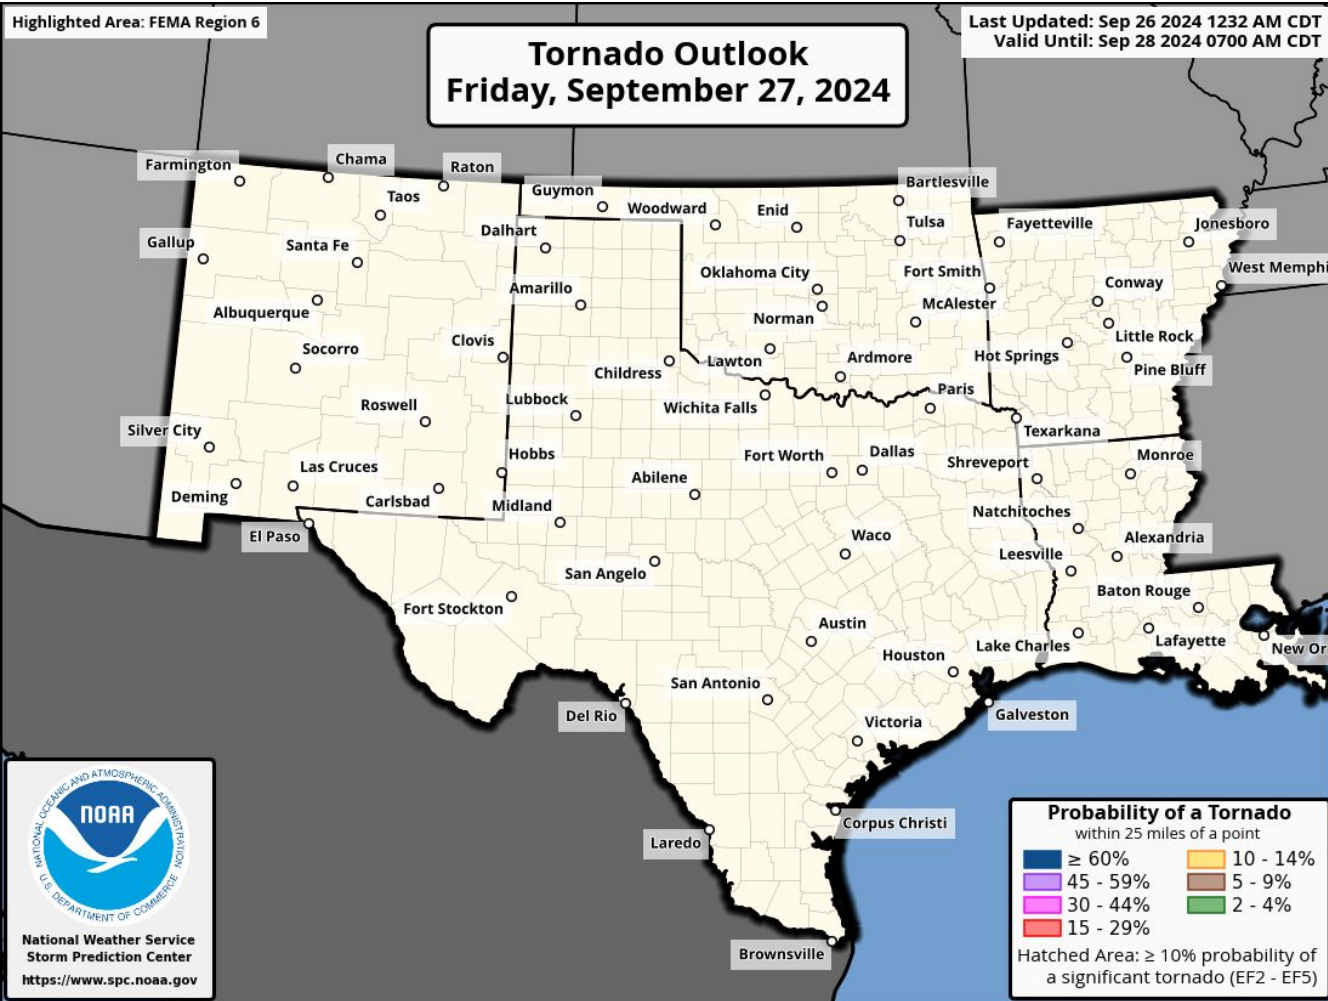 Highlighted Area: FEMA Region 6
Last Updated: Sep 26 2024 1232 AM CDT
Valid Until: Sep 28 2024 0700 AM CDT
Tornado Outlook
Friday, September 27, 2024
Farmington
Chama
Raton
Taos
Guymon
Woodward
Enid
Bartlesville
Gallup
Santa Fe
Dalhart
Tulsa
Fayetteville
Jonesboro
Amarillo
Oklahoma City
Fort Smith
West Memphi
Albuquerque
Norman
McAlester
Conway
Socorro
Clovis
Childress
Lawton
Ardmore
Hot Springs
Little Rock
Pine Bluff
Roswell
Lubbock
Wichita Falls
Paris
Texarkana
Silver City
Las Cruces
Hobbs
Abilene
Fort Worth
Dallas
Shreveport
Monroe
Deming
Carlsbad
Midland
Natchitoches
El Paso
San Angelo
Waco
Leesville
Alexandria
Fort Stockton
Baton Rouge
Austin
Lake Charles
Lafayette
New Or
Houston
San Antonio
Del Rio
Victoria
Galveston
Corpus Christi
Laredo
Brownsville
NATIONAL OCEANIC AND ATMOSPHERIC ADMINISTRATION
NOAA
U.S. DEPARTMENT OF COMMERCE
National Weather Service
Storm Prediction Center
https://www.spc.noaa.gov
Probability of a Tornado
within 25 miles of a point
≥ 60% 10 - 14%
45 - 59% 5 - 9%
30 - 44% 2 - 4%
15 - 29%
Hatched Area: ≥ 10% probability of
a significant tornado (EF2 - EF5)